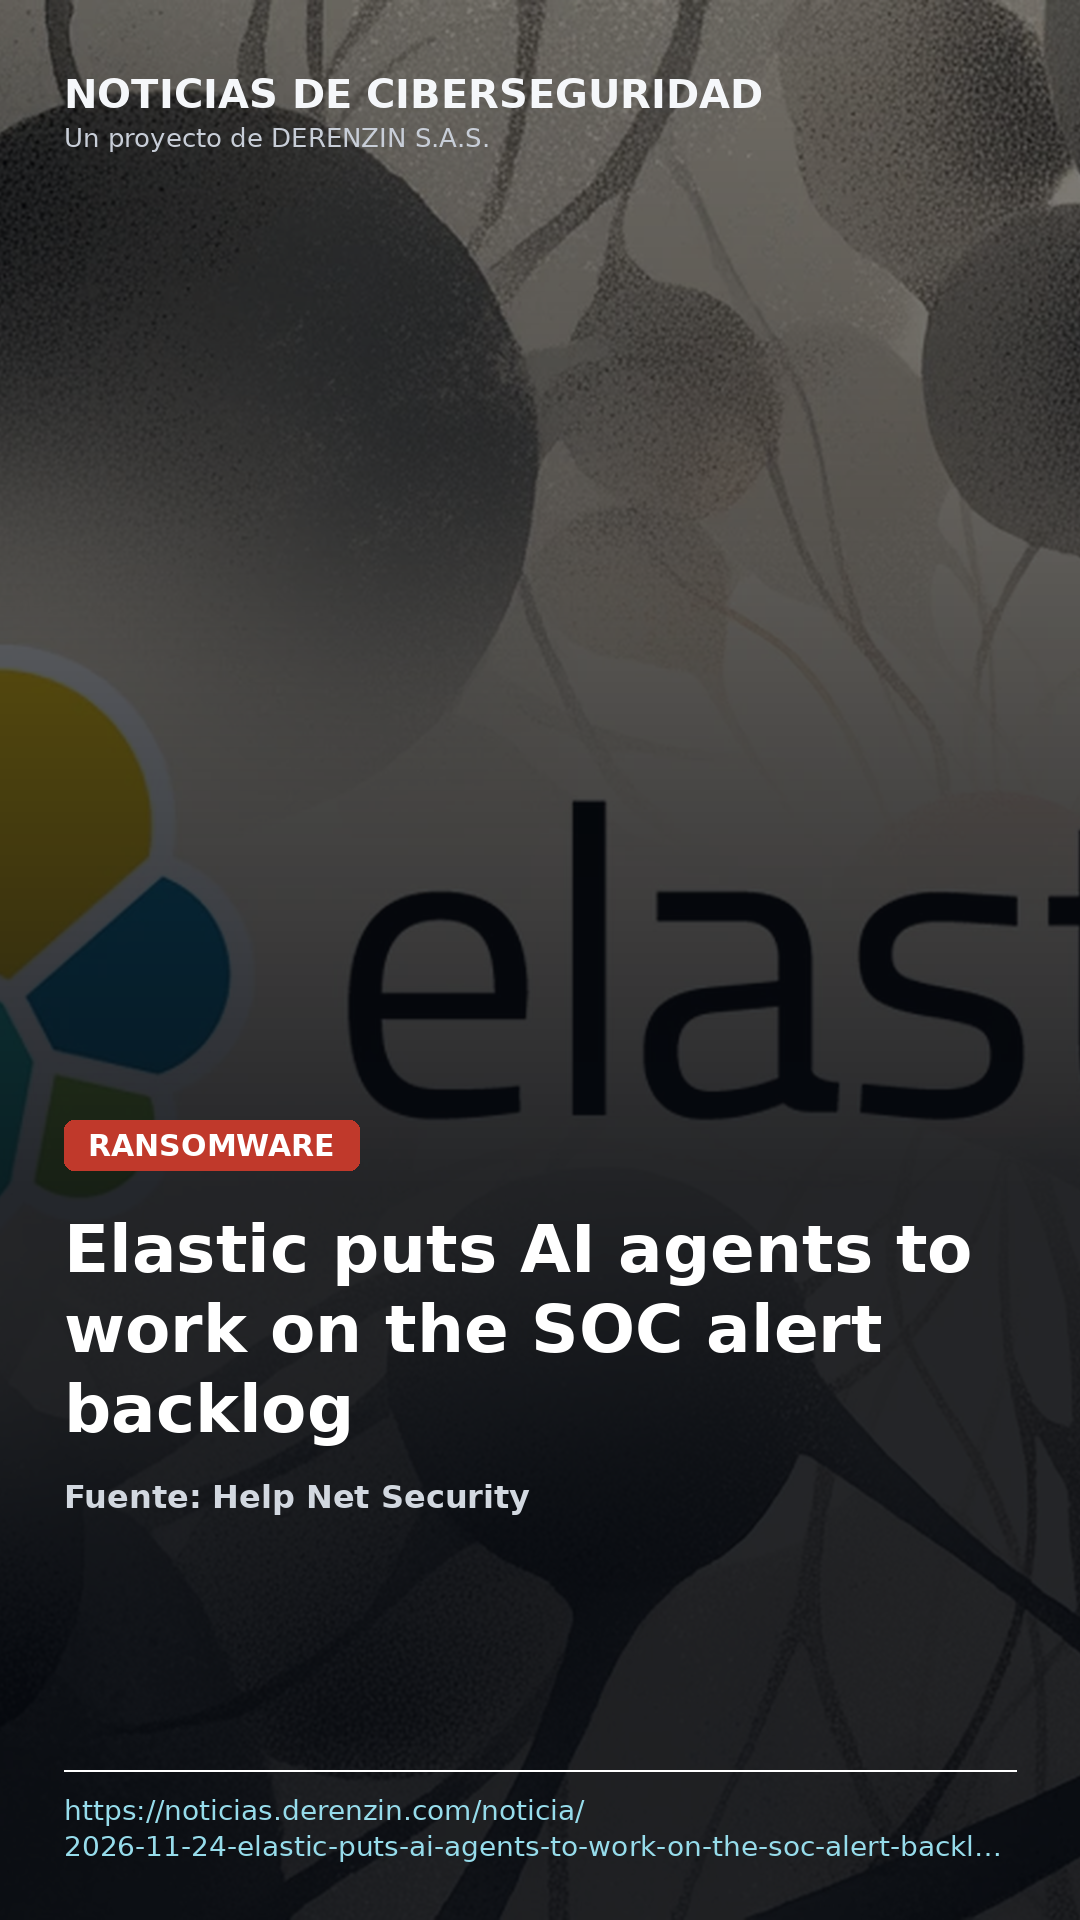 NOTICIAS DE CIBERSEGURIDAD
Un proyecto de DERENZIN S.A.S.
elast
RANSOMWARE
Elastic puts AI agents to
work on the SOC alert
backlog
Fuente: Help Net Security
https://noticias.derenzin.com/noticia/
2026-11-24-elastic-puts-ai-agents-to-work-on-the-soc-alert-backl…